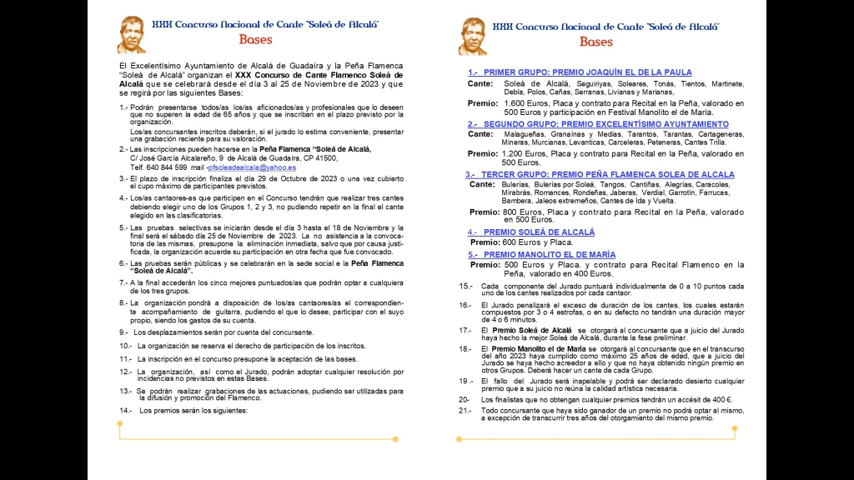 XXX Concurso Nacional de Cante "Soleá de Alcalá"
Bases
El Excelentísimo Ayuntamiento de Alcalá de Guadaíra y la Peña Flamenca
"Soleá de Alcalá" organizan el XXX Concurso de Cante Flamenco Soleá de
Alcalá que se celebrará desde el día 3 al 25 de Noviembre de 2023 y que
se regirá por las siguientes Bases:
1.- Podrán presentarse todos/as los/as aficionados/as y profesionales que lo deseen
que no superen la edad de 65 años y que se inscriban en el plazo previsto por la
organización.
Los/as concursantes inscritos deberán, si el jurado lo estima conveniente, presentar
una grabación reciente para su valoración.
2.- Las inscripciones pueden hacerse en la Peña Flamenca "Soleá de Alcalá,
C/ José García Alcalareño, 9 de Alcalá de Guadaira, CP 41500,
Telf. 640 844 599 mail -pfsoleadealcala@yahoo.es
3.- El plazo de inscripción finaliza el día 29 de Octubre de 2023 o una vez cubierto
el cupo máximo de participantes previstos.
4.- Los/as cantaores-as que participen en el Concurso tendrán que realizar tres cantes
debiendo elegir uno de los Grupos 1, 2 y 3, no pudiendo repetir en la final el cante
elegido en las clasificatorias.
5.- Las pruebas selectivas se iniciarán desde el día 3 hasta el 18 de Noviembre y la
final será el sábado día 25 de Noviembre de 2023. La no asistencia a la convoca-
toria de las mismas, presupone la eliminación inmediata, salvo que por causa justi-
ficada, la organización acuerde su participación en otra fecha que fue convocado.
6.- Las pruebas serán públicas y se celebrarán en la sede social e la Peña Flamenca
"Soleá de Alcalá".
7.- A la final accederán los cinco mejores puntuados/as que podrán optar a cualquiera
de los tres grupos.
8.- La organización pondrá a disposición de los/as cantaores/as el correspondien-
te acompañamiento de guitarra, pudiendo el que lo desee, participar con el suyo
propio, siendo los gastos de su cuenta.
9.- Los desplazamientos serán por cuenta del concursante.
10.- La organización se reserva el derecho de participación de los inscritos.
11.- La inscripción en el concurso presupone la aceptación de las bases.
12.- La organización, así como el Jurado, podrán adoptar cualquier resolución por
incidencias no previstos en estas Bases.
13.- Se podrán realizar grabaciones de las actuaciones, pudiendo ser utilizadas para
la difusión y promoción del Flamenco.
14.- Los premios serán los siguientes:
XXX Concurso Nacional de Cante "Soleá de Alcalá"
Bases
1.- PRIMER GRUPO: PREMIO JOAQUÍN EL DE LA PAULA
Cante: Soleá de Alcalá, Seguiriyas, Soleares, Tonás, Tientos, Martinete,
Debla, Polos, Cañas, Serranas, Livianas y Marianas,
Premio: 1.600 Euros, Placa y contrato para Recital en la Peña, valorado en
500 Euros y participación en Festival Monolito el de María.
2.- SEGUNDO GRUPO: PREMIO EXCELENTÍSIMO AYUNTAMIENTO
Cante: Malagueñas, Granaínas y Medias, Tarantos, Tarantas, Cartageneras,
Mineras, Murcianas, Levanticas, Carceleras, Peteneras, Cantes Trilla.
Premio: 1.200 Euros, Placa y contrato para Recital en la Peña, valorado en
500 Euros.
3.- TERCER GRUPO: PREMIO PEÑA FLAMENCA SOLEA DE ALCALA
Cante: Bulerías, Bulerías por Soleá, Tangos, Cantiñas, Alegrías, Caracoles,
Mirabrás, Romances, Rondeñas, Jaberas, Verdial, Garrotín, Farrucas,
Bambera, Jaleos extremeños, Cantes de Ida y Vuelta.
Premio: 800 Euros, Placa y contrato para Recital en la Peña, valorado
en 500 Euros.
4.- PREMIO SOLEÁ DE ALCALÁ
Premio: 600 Euros y Placa.
5.- PREMIO MANOLITO EL DE MARÍA
Premio: 500 Euros y Placa, y contrato para Recital Flamenco en la
Peña, valorado en 400 Euros.
15.- Cada componente del Jurado puntuará individualmente de 0 a 10 puntos cada
uno de los cantes realizados por cada cantaor.
16.- El Jurado penalizará el exceso de duración de los cantes, los cuales estarán
compuestos por 3 o 4 estrofas, o en su defecto no tendrán una duración mayor
de 4 o 6 minutos.
17.- El Premio Soleá de Alcalá se otorgará al concursante que a juicio del Jurado
haya hecho la mejor Soleá de Alcalá, durante la fase preliminar.
18.- El Premio Manolito el de María se otorgará al concursante que en el transcurso
del año 2023 haya cumplido como máximo 25 años de edad, que a juicio del
Jurado se haya hecho acreedor a ello y que no haya obtenido ningún premio en
otros Grupos. Deberá hacer un cante de cada Grupo.
19 .- El fallo del Jurado será inapelable y podrá ser declarado desierto cualquier
premio que a su juicio no reúna la calidad artística necesaria.
20- Los finalistas que no obtengan cualquier premios tendrán un accésit de 400 €.
21.- Todo concursante que haya sido ganador de un premio no podrá optar al mismo,
a excepción de transcurrir tres años del otorgamiento del mismo premio.